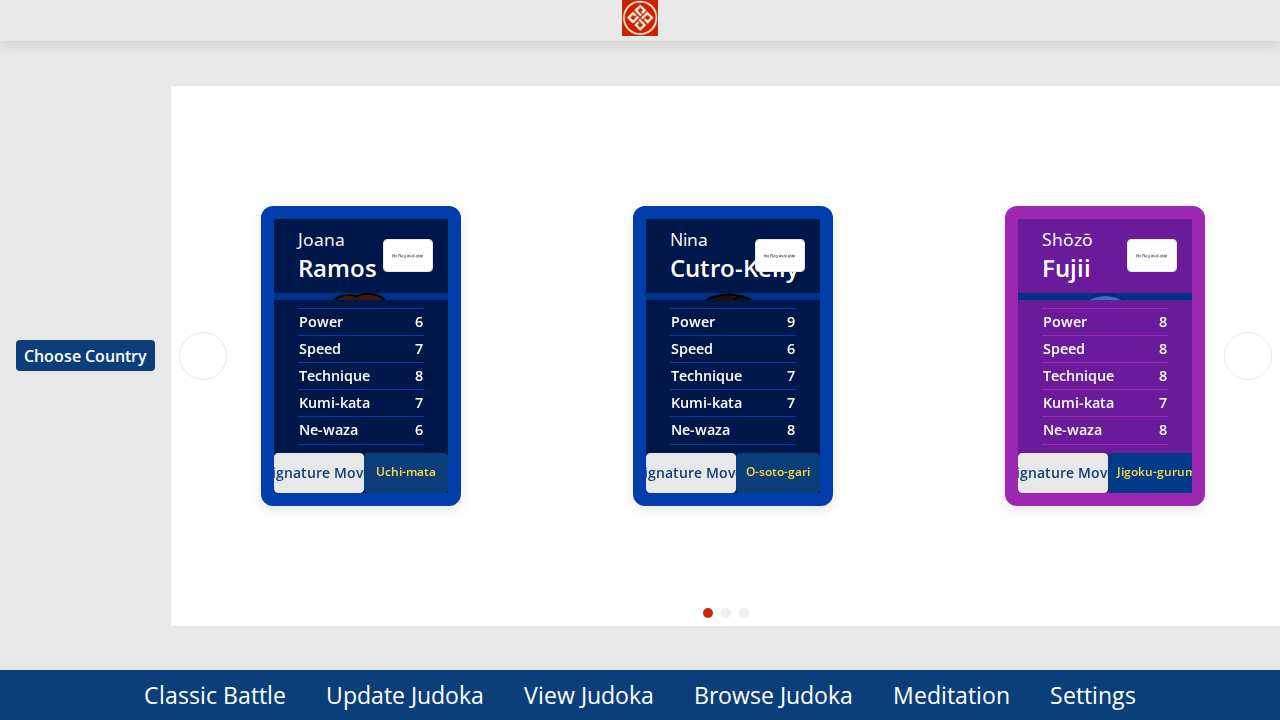 Choose Country
Joana
Ramos
No Flag Available
Power 6
Speed 7
Technique 8
Kumi-kata 7
Ne-waza 6
ignature Mov
Uchi-mata
Nina
Cutro-Kelly
No Flag Available
Power 9
Speed 6
Technique 7
Kumi-kata 7
Ne-waza 8
ignature Mov
O-soto-gari
Shōzō
Fujii
No Flag Available
Power 8
Speed 8
Technique 8
Kumi-kata 7
Ne-waza 8
ignature Mov
Jigoku-gurum
Classic Battle Update Judoka View Judoka Browse Judoka Meditation Settings